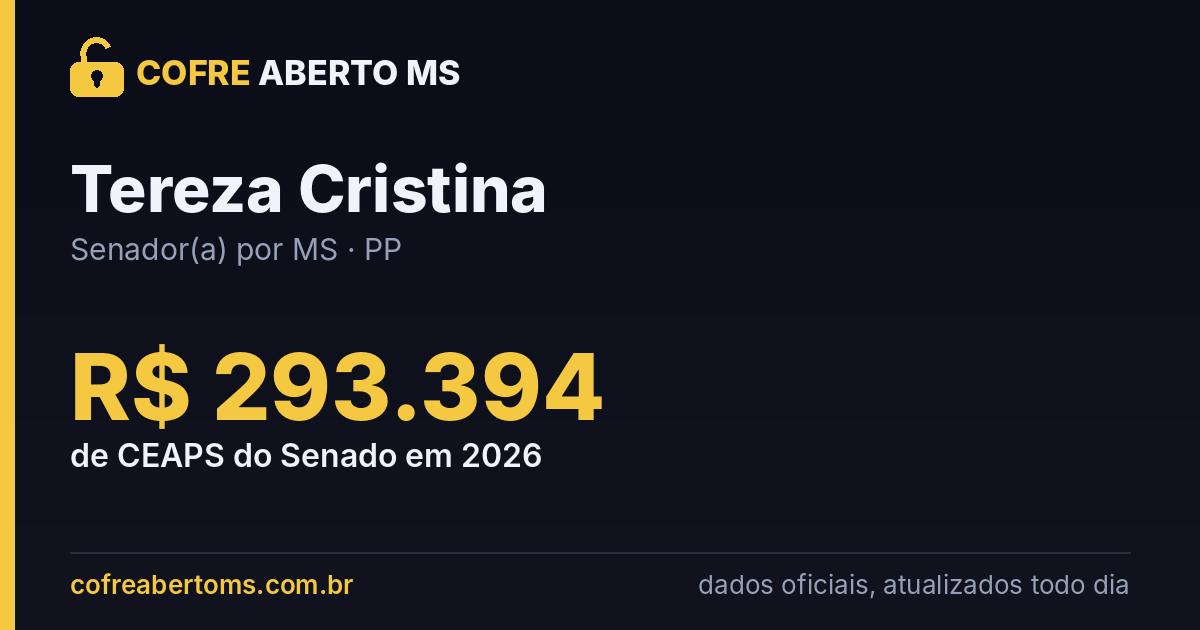 COFRE ABERTO MS
Tereza Cristina
Senador(a) por MS · PP
R$ 293.394
de CEAPS do Senado em 2026
cofreabertoms.com.br
dados oficiais, atualizados todo dia